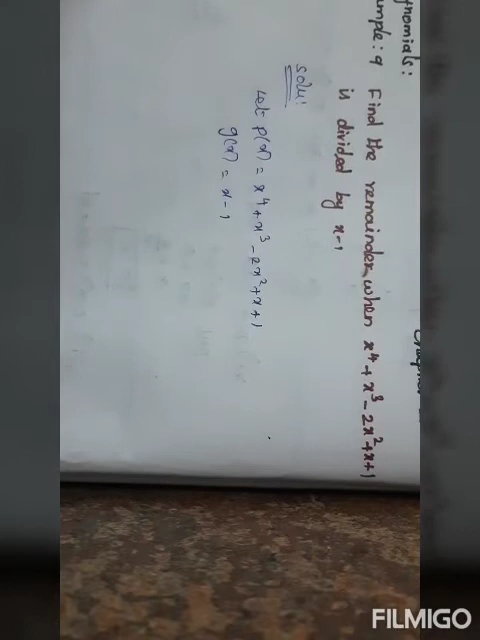 ynomials:
ample: 9 Find the remainder, when x⁴ + x³ - 2x² + x + 1
is divided by x-1
Solu:
Let p(x) = x⁴ + x³ - 2x² + x + 1
g(x) = x - 1
FILMIGO